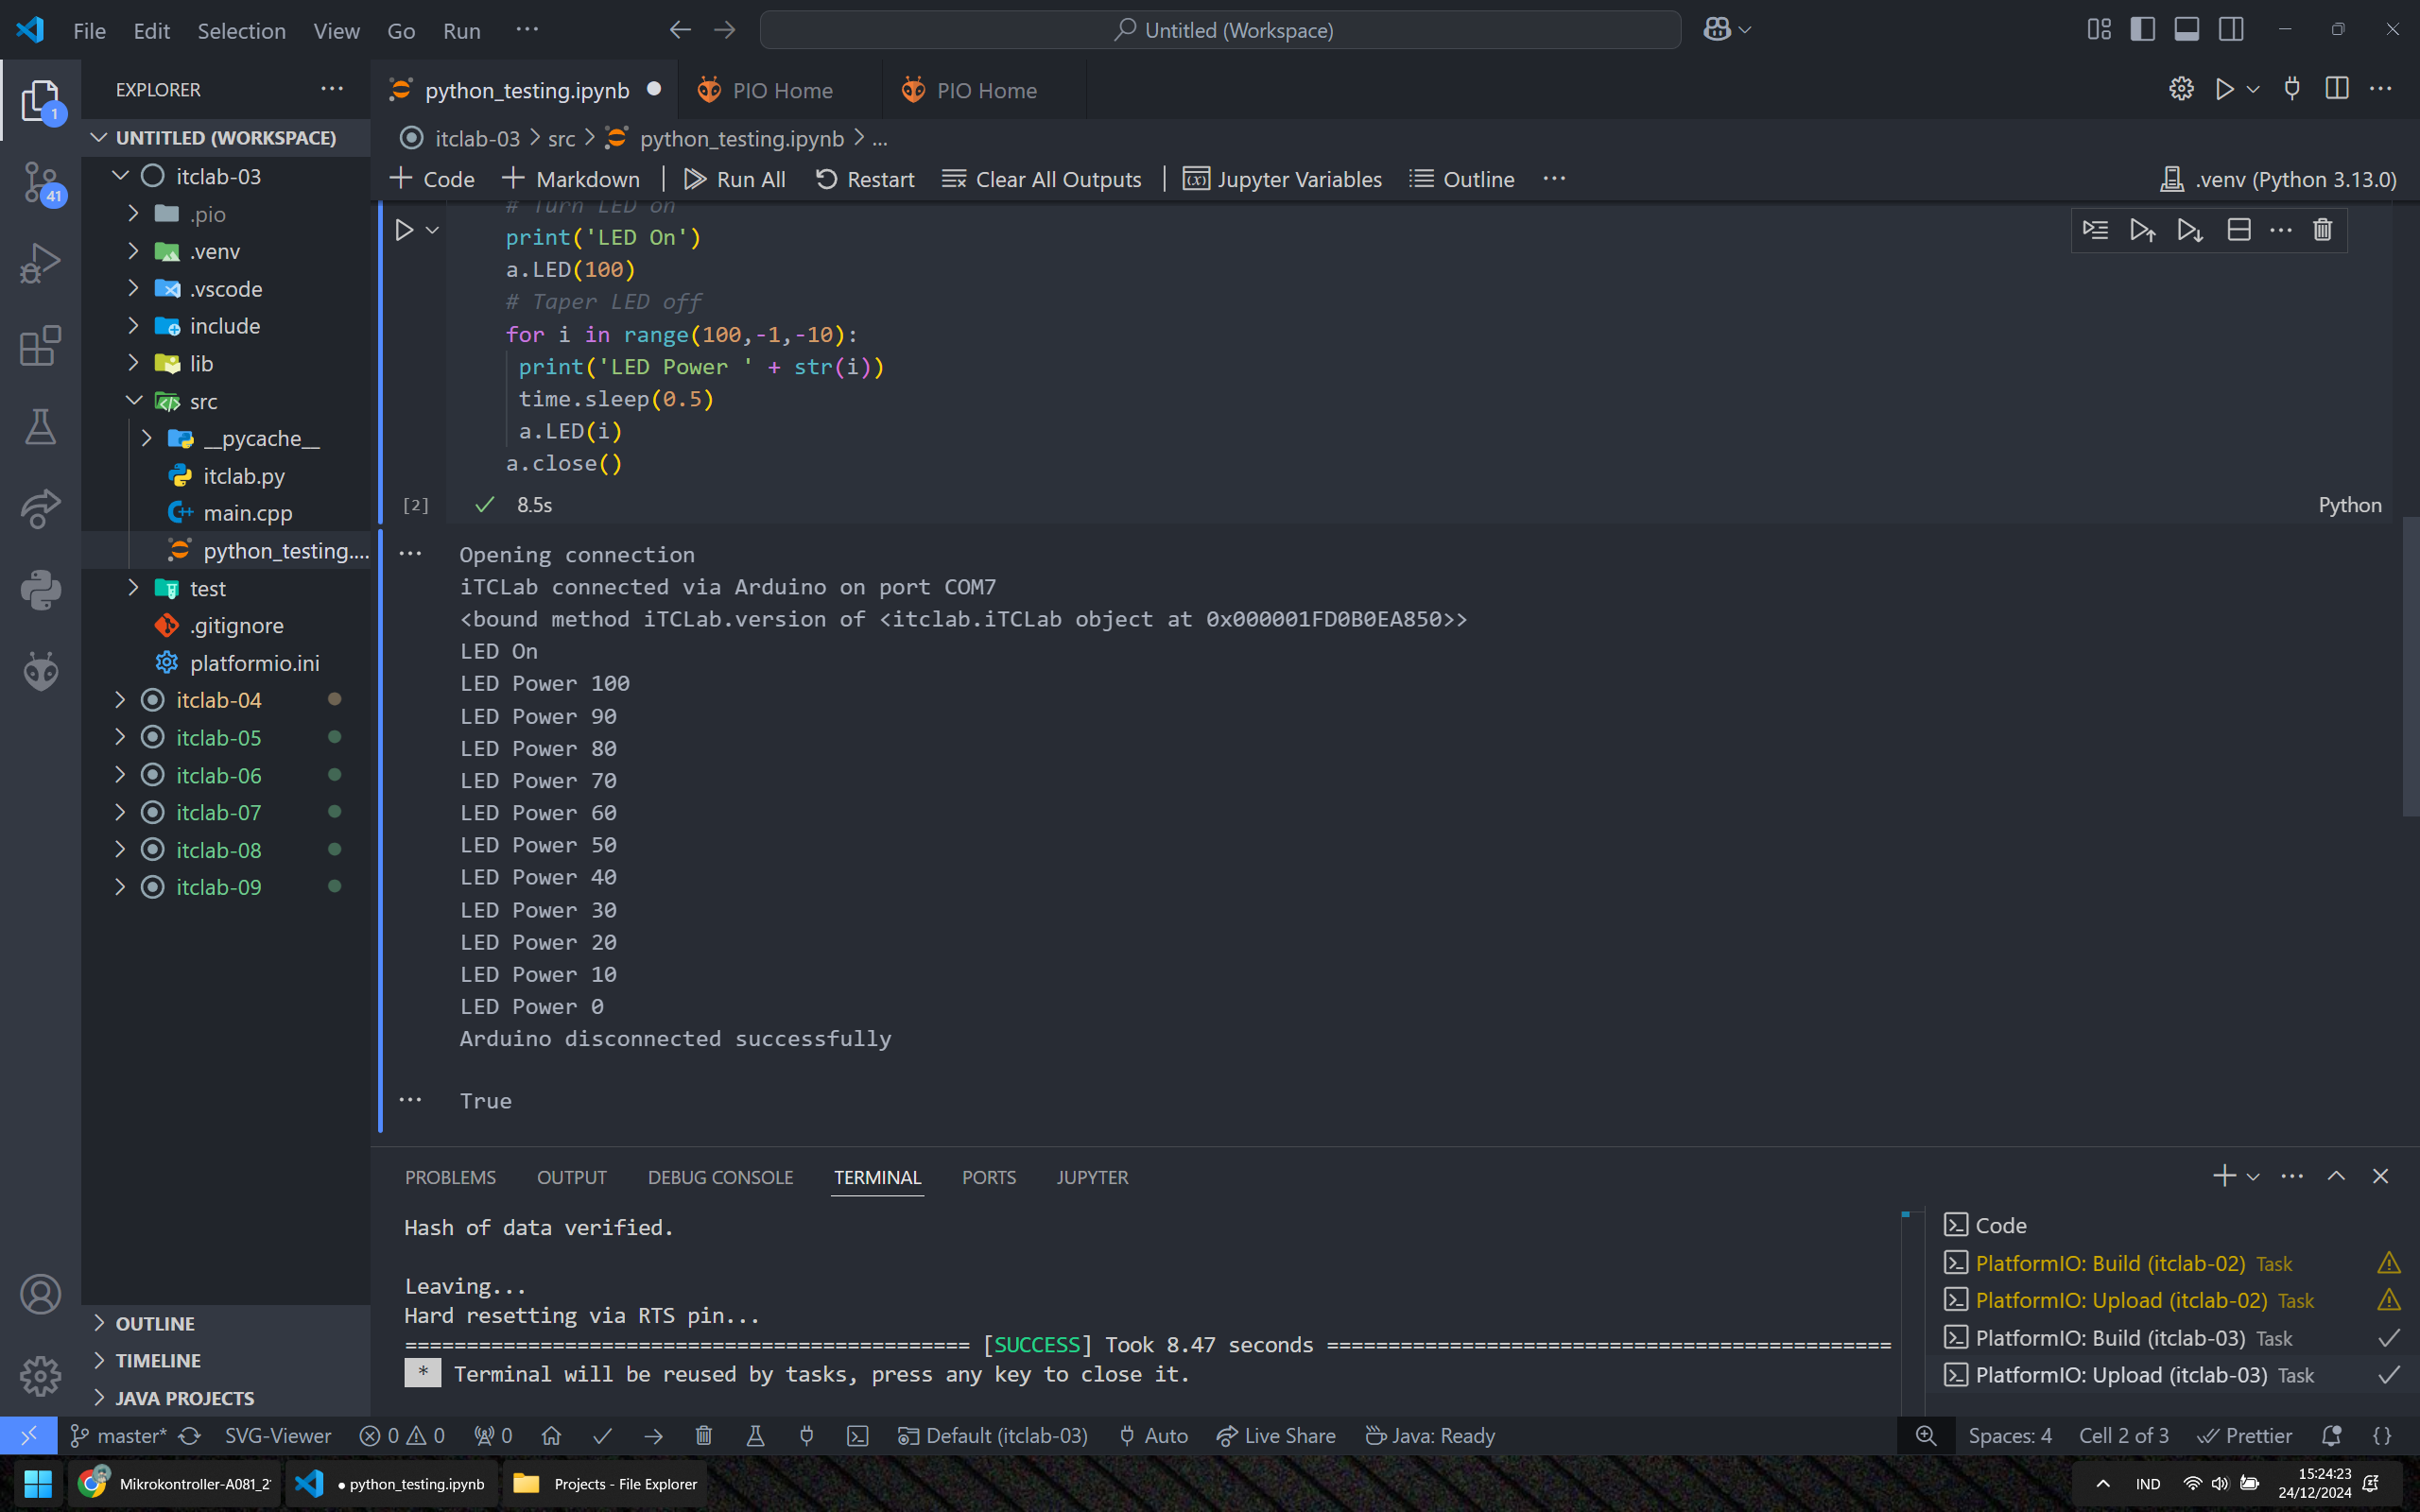 File Edit Selection View Go Run ···
Untitled (Workspace)
EXPLORER
1
41
UNTITLED (WORKSPACE)
itclab-03
.pio
.venv
.vscode
include
lib
src
__pycache__
itclab.py
main.cpp
python_testing....
test
.gitignore
platformio.ini
itclab-04
itclab-05
itclab-06
itclab-07
itclab-08
itclab-09
OUTLINE
TIMELINE
JAVA PROJECTS
python_testing.ipynb
PIO Home
PIO Home
itclab-03 > src > python_testing.ipynb > ...
+ Code + Markdown | Run All Restart Clear All Outputs | Jupyter Variables Outline ···
.venv (Python 3.13.0)
# Turn LED on
print('LED On')
a.LED(100)
# Taper LED off
for i in range(100,-1,-10):
print('LED Power ' + str(i))
time.sleep(0.5)
a.LED(i)
a.close()
[2] 8.5s
Python
Opening connection
iTCLab connected via Arduino on port COM7
<bound method iTCLab.version of <itclab.iTCLab object at 0x000001FD0B0EA850>>
LED On
LED Power 100
LED Power 90
LED Power 80
LED Power 70
LED Power 60
LED Power 50
LED Power 40
LED Power 30
LED Power 20
LED Power 10
LED Power 0
Arduino disconnected successfully
True
PROBLEMS OUTPUT DEBUG CONSOLE TERMINAL PORTS JUPYTER
Hash of data verified.
Leaving...
Hard resetting via RTS pin...
============================================== [SUCCESS] Took 8.47 seconds ==============================================
* Terminal will be reused by tasks, press any key to close it.
Code
PlatformIO: Build (itclab-02) Task
PlatformIO: Upload (itclab-02) Task
PlatformIO: Build (itclab-03) Task
PlatformIO: Upload (itclab-03) Task
master* SVG-Viewer 0 0 0 Default (itclab-03) Auto Live Share Java: Ready
Spaces: 4 Cell 2 of 3 Prettier {}
Mikrokontroller-A081_2
● python_testing.ipynb
Projects - File Explorer
IND
15:24:23
24/12/2024